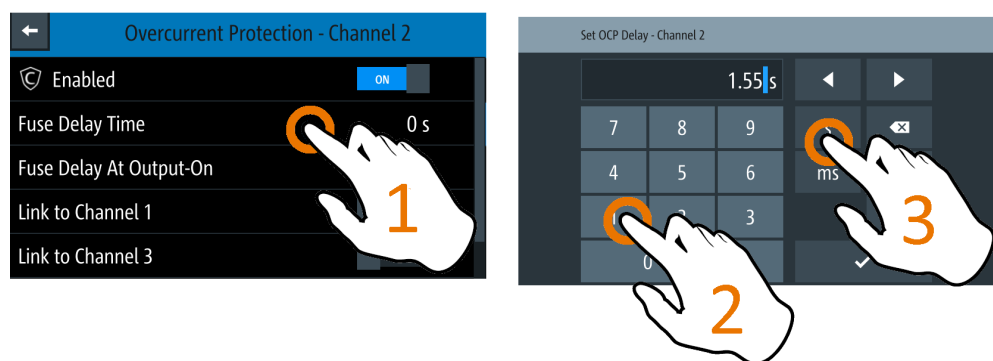 Overcurrent Protection - Channel 2
C Enabled ON
Fuse Delay Time 0 s
Fuse Delay At Output-On
Link to Channel 1
Link to Channel 3
1
Set OCP Delay - Channel 2
1.55 s
7 8 9
4 5 6 ms
3
0
2
3